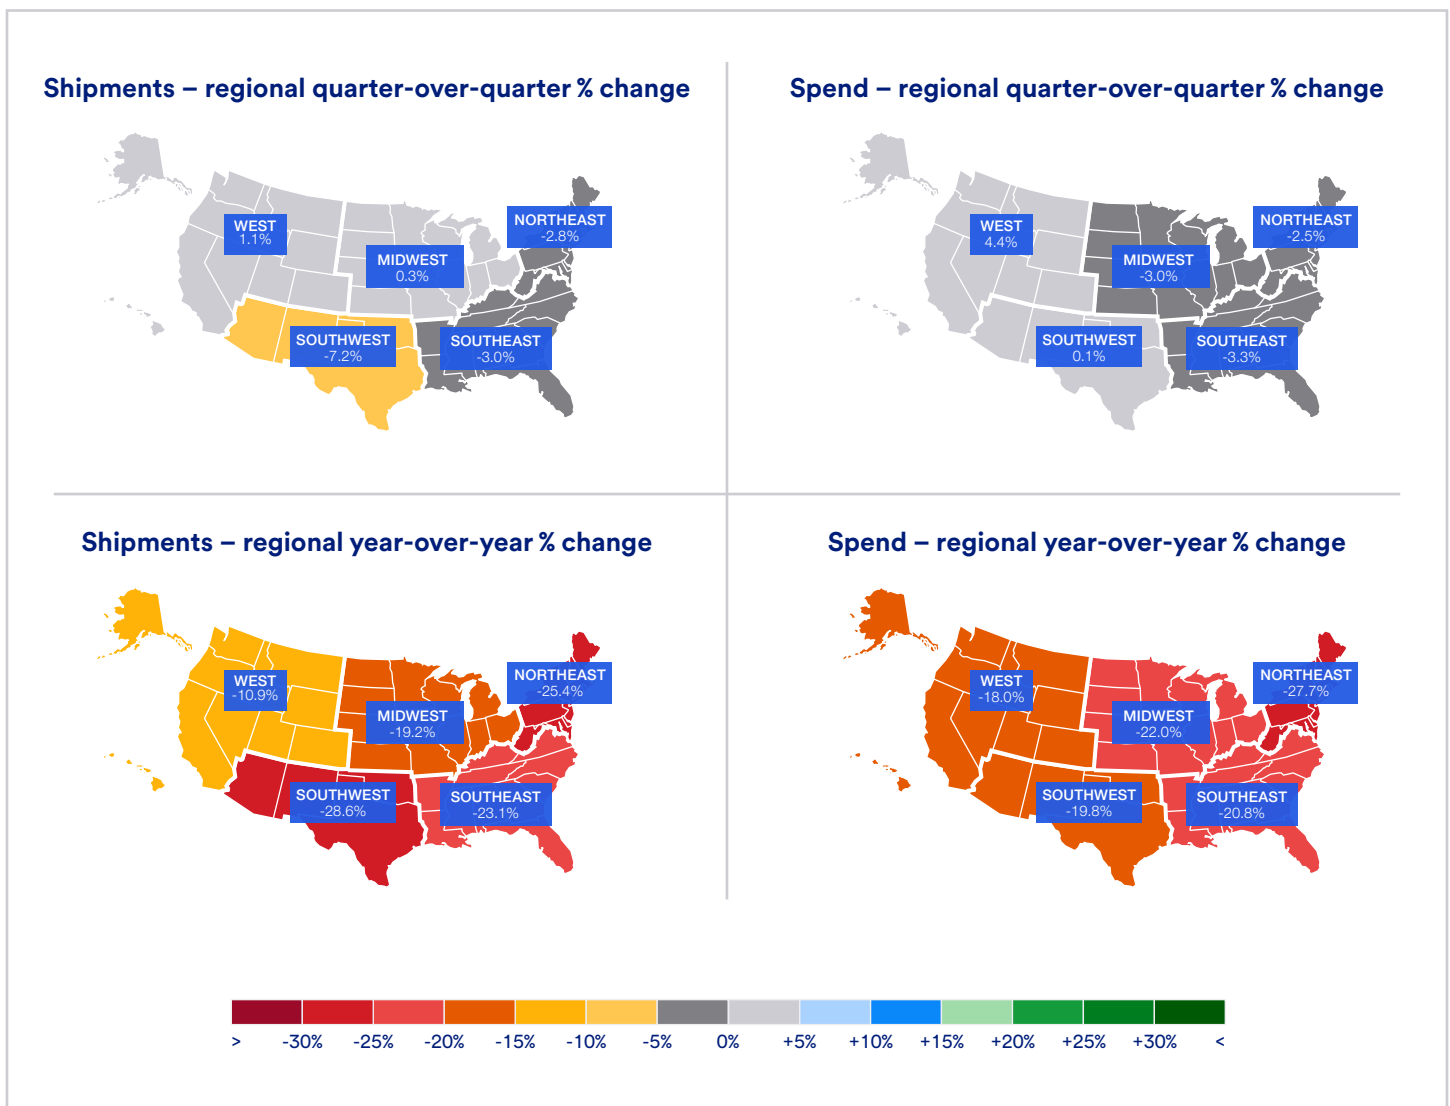 Shipments – regional quarter-over-quarter % change
WEST
1.1%
MIDWEST
0.3%
NORTHEAST
-2.8%
SOUTHWEST
-7.2%
SOUTHEAST
-3.0%
Spend – regional quarter-over-quarter % change
WEST
4.4%
MIDWEST
-3.0%
NORTHEAST
-2.5%
SOUTHWEST
0.1%
SOUTHEAST
-3.3%
Shipments – regional year-over-year % change
WEST
-10.9%
MIDWEST
-19.2%
NORTHEAST
-25.4%
SOUTHWEST
-28.6%
SOUTHEAST
-23.1%
Spend – regional year-over-year % change
WEST
-18.0%
MIDWEST
-22.0%
NORTHEAST
-27.7%
SOUTHWEST
-19.8%
SOUTHEAST
-20.8%
> -30% -25% -20% -15% -10% -5% 0% +5% +10% +15% +20% +25% +30% <